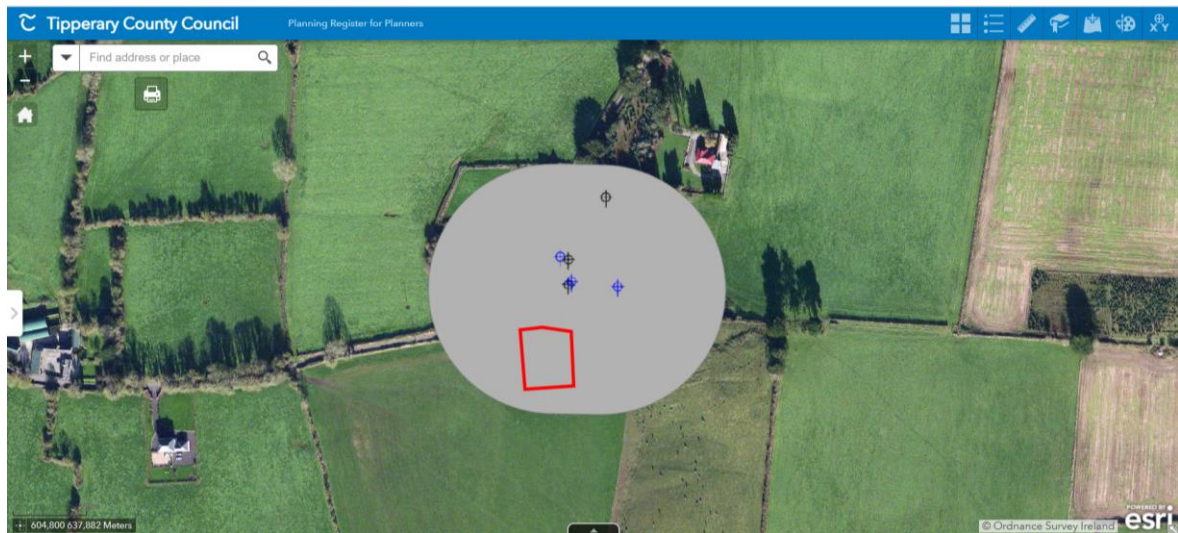 Tipperary County Council
Planning Register for Planners
X Y
Find address or place
604,800 637,882 Meters
© Ordnance Survey Ireland
POWERED BY
esri